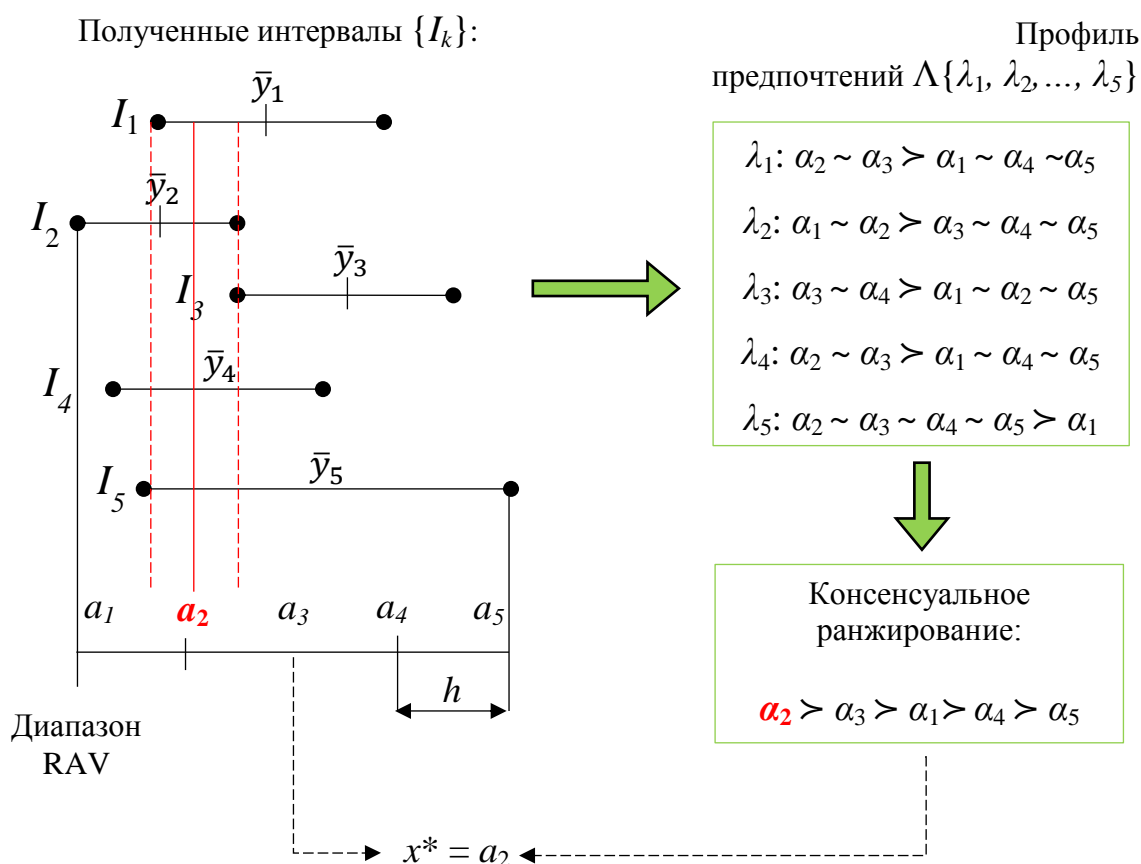 Полученные интервалы {Iₖ}:
Профиль
предпочтений Λ{λ₁, λ₂,..., λ₅}
I₁
ȳ₁
I₂
ȳ₂
I₃
ȳ₃
I₄
ȳ₄
I₅
ȳ₅
a₁ a₂ a₃ a₄ a₅
h
Диапазон
RAV
λ₁: α₂ ~ α₃ ≻ α₁ ~ α₄ ~α₅
λ₂: α₁ ~ α₂ ≻ α₃ ~ α₄ ~ α₅
λ₃: α₃ ~ α₄ ≻ α₁ ~ α₂ ~ α₅
λ₄: α₂ ~ α₃ ≻ α₁ ~ α₄ ~ α₅
λ₅: α₂ ~ α₃ ~ α₄ ~ α₅ ≻ α₁
Консенсуальное
ранжирование:
α₂ ≻ α₃ ≻ α₁ ≻ α₄ ≻ α₅
x* = a₂